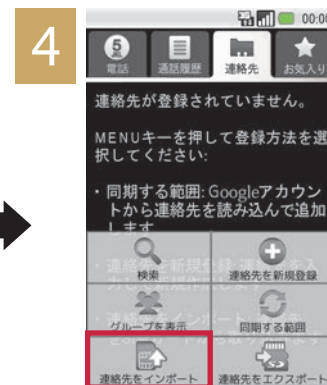 4
00:00
電話
通話履歴
連絡先
お気入り
連絡先が登録されていません。
MENUキーを押して登録方法を選
択してください:
・同期する範囲: Googleアカウン
トから連絡先を読み込んで追加
します
検索
連絡先を新規登録
グループを表示
同期する範囲
連絡先をインポート
連絡先をエクスポート